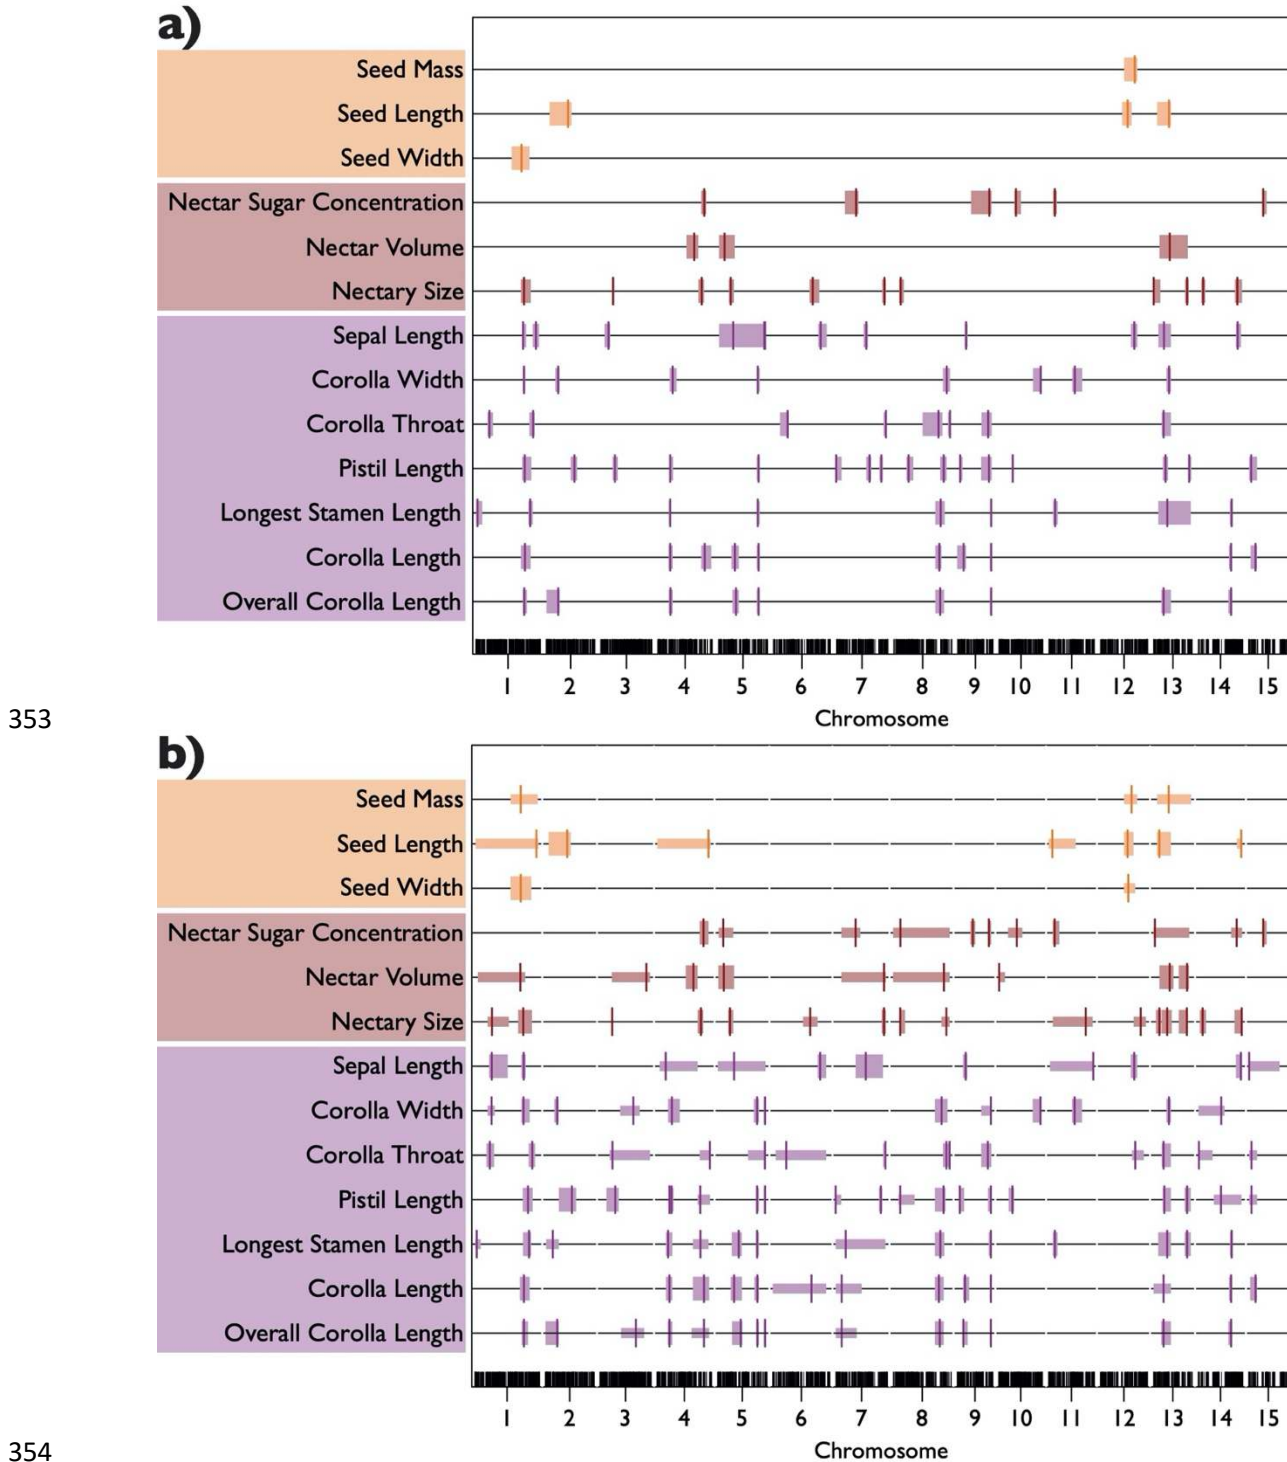 a)
Seed Mass
Seed Length
Seed Width
Nectar Sugar Concentration
Nectar Volume
Nectary Size
Sepal Length
Corolla Width
Corolla Throat
Pistil Length
Longest Stamen Length
Corolla Length
Overall Corolla Length
1 2 3 4 5 6 7 8 9 10 11 12 13 14 15
353
Chromosome
b)
Seed Mass
Seed Length
Seed Width
Nectar Sugar Concentration
Nectar Volume
Nectary Size
Sepal Length
Corolla Width
Corolla Throat
Pistil Length
Longest Stamen Length
Corolla Length
Overall Corolla Length
1 2 3 4 5 6 7 8 9 10 11 12 13 14 15
354
Chromosome